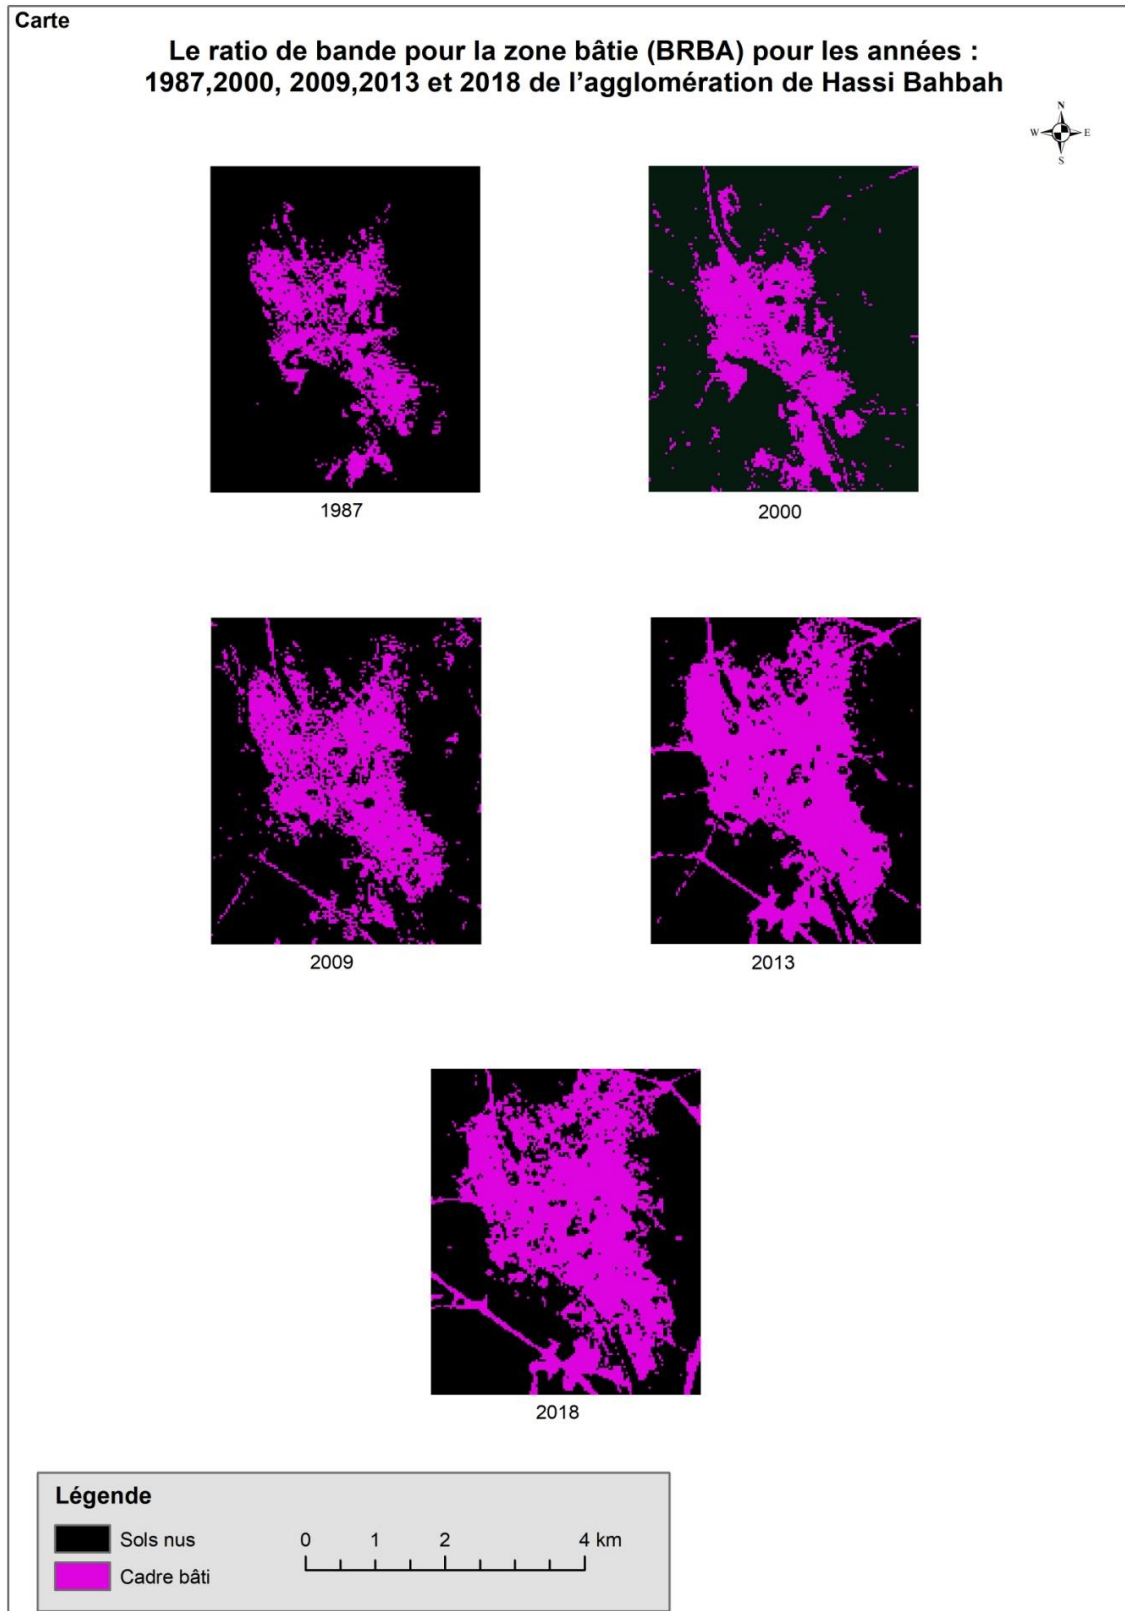 Carte
Le ratio de bande pour la zone bâtie (BRBA) pour les années :
1987,2000, 2009,2013 et 2018 de l'agglomération de Hassi Bahbah
N
W E
S
1987
2000
2009
2013
2018
Légende
Sols nus
Cadre bâti
0 1 2 4 km